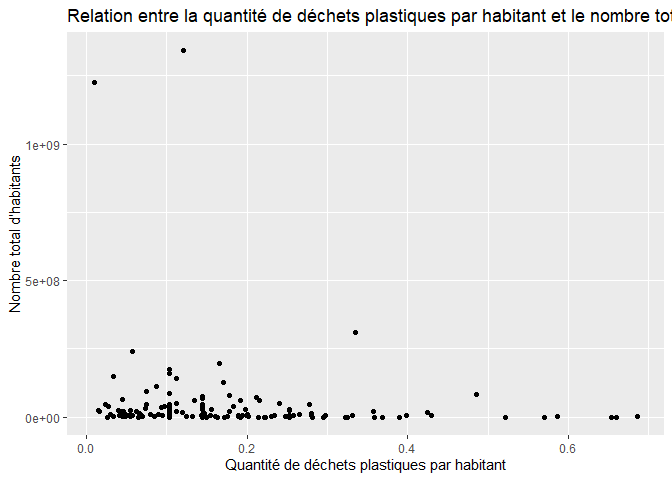 Relation entre la quantité de déchets plastiques par habitant et le nombre to
Nombre total d'habitants
1e+09
5e+08
0e+00
0.0 0.2 0.4 0.6
Quantité de déchets plastiques par habitant